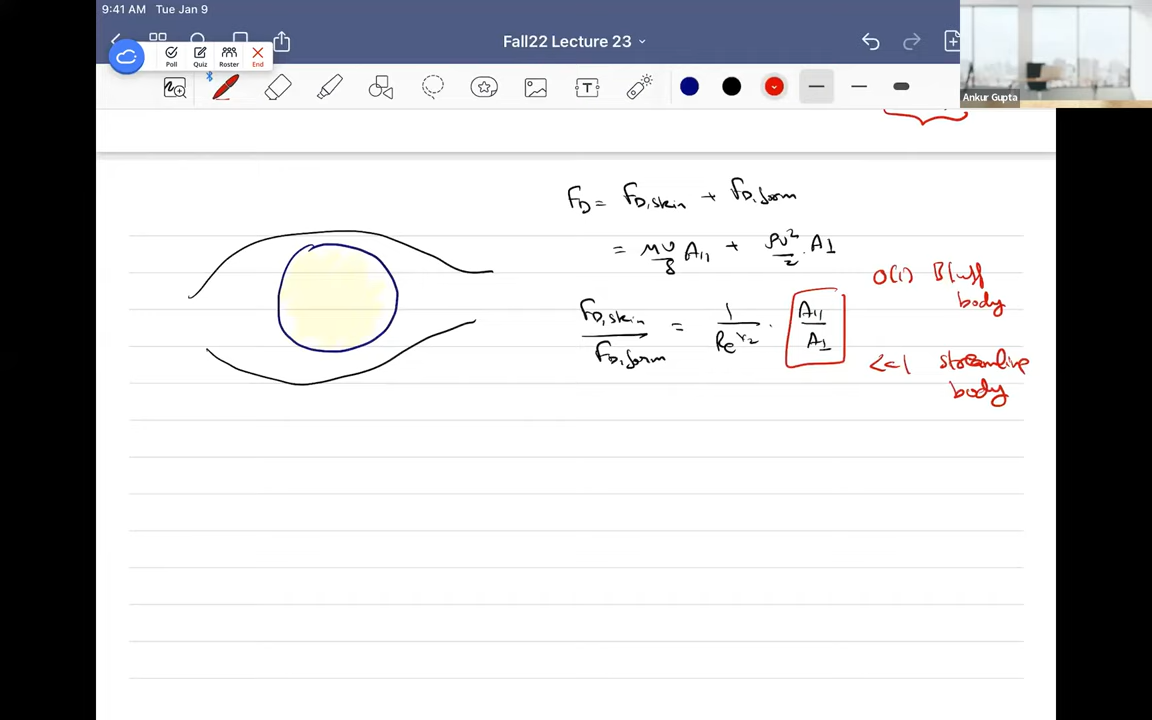 9:41 AM Tue Jan 9
Fall22 Lecture 23
Poll Quiz Roster End
Ankur Gupta
F_D = F_D,skin + F_D,form
= μU/δ A_|| + ρU²/2 · A_⊥
F_D,skin / F_D,form = 1/Re^1/2 · A_||/A_⊥
O(1) Bluff body
<<1 streamline body